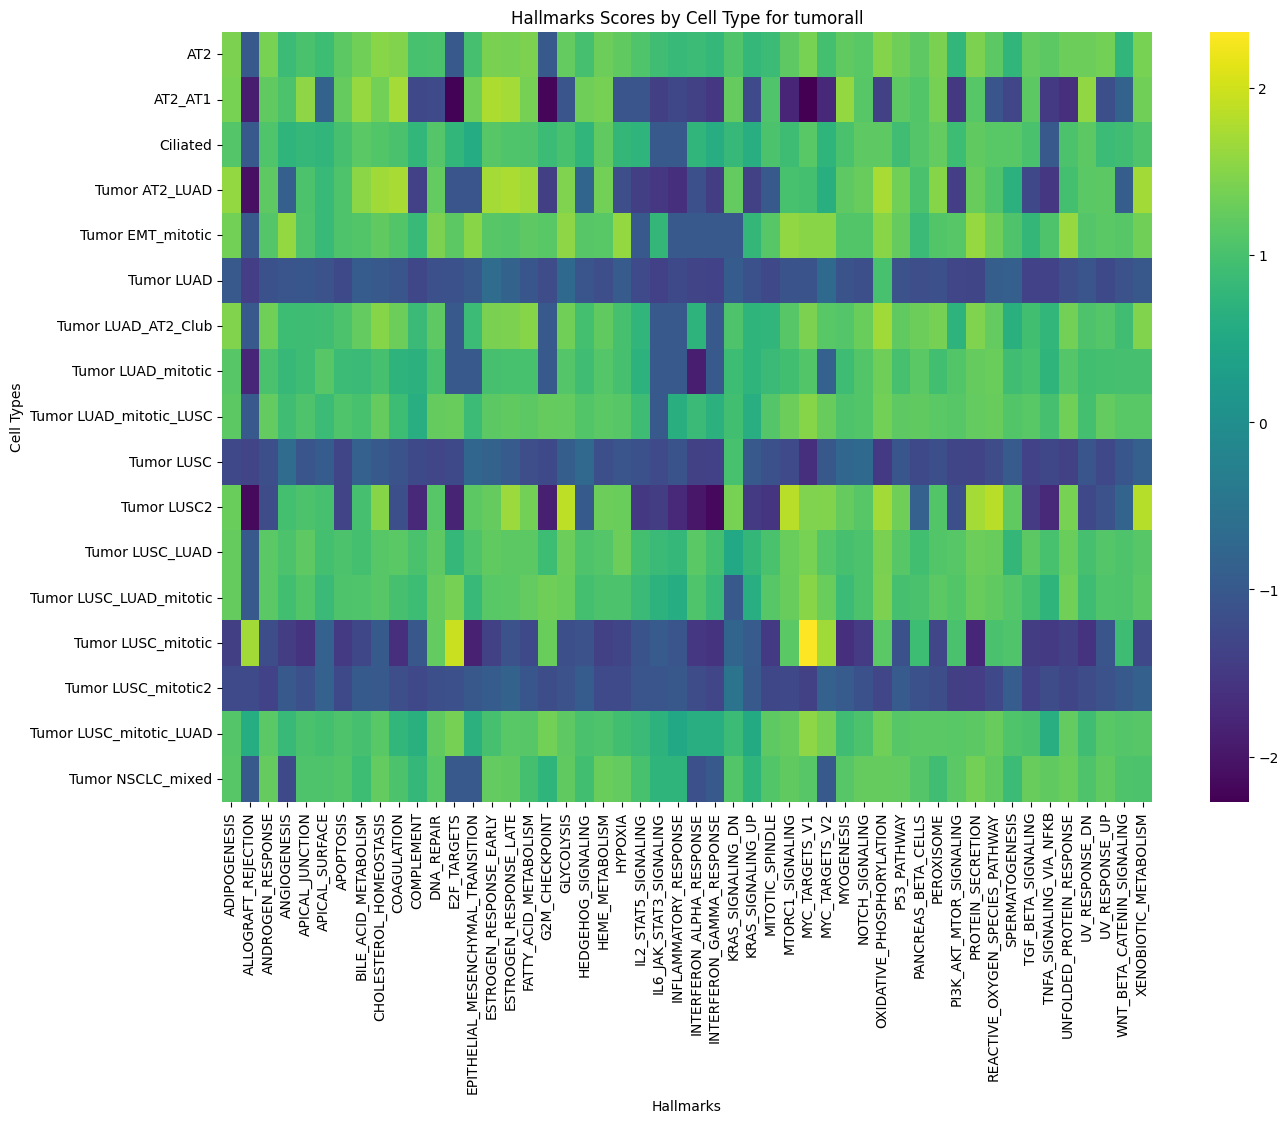 Hallmarks Scores by Cell Type for tumorall
Cell Types
AT2
AT2_AT1
Ciliated
Tumor AT2_LUAD
Tumor EMT_mitotic
Tumor LUAD
Tumor LUAD_AT2_Club
Tumor LUAD_mitotic
Tumor LUAD_mitotic_LUSC
Tumor LUSC
Tumor LUSC2
Tumor LUSC_LUAD
Tumor LUSC_LUAD_mitotic
Tumor LUSC_mitotic
Tumor LUSC_mitotic2
Tumor LUSC_mitotic_LUAD
Tumor NSCLC_mixed
2
1
0
−1
−2
ADIPOGENESIS
ALLOGRAFT_REJECTION
ANDROGEN_RESPONSE
ANGIOGENESIS
APICAL_JUNCTION
APICAL_SURFACE
APOPTOSIS
BILE_ACID_METABOLISM
CHOLESTEROL_HOMEOSTASIS
COAGULATION
COMPLEMENT
DNA_REPAIR
E2F_TARGETS
EPITHELIAL_MESENCHYMAL_TRANSITION
ESTROGEN_RESPONSE_EARLY
ESTROGEN_RESPONSE_LATE
FATTY_ACID_METABOLISM
G2M_CHECKPOINT
GLYCOLYSIS
HEDGEHOG_SIGNALING
HEME_METABOLISM
HYPOXIA
IL2_STAT5_SIGNALING
IL6_JAK_STAT3_SIGNALING
INFLAMMATORY_RESPONSE
INTERFERON_ALPHA_RESPONSE
INTERFERON_GAMMA_RESPONSE
KRAS_SIGNALING_DN
KRAS_SIGNALING_UP
MITOTIC_SPINDLE
MTORC1_SIGNALING
MYC_TARGETS_V1
MYC_TARGETS_V2
MYOGENESIS
NOTCH_SIGNALING
OXIDATIVE_PHOSPHORYLATION
P53_PATHWAY
PANCREAS_BETA_CELLS
PEROXISOME
PI3K_AKT_MTOR_SIGNALING
PROTEIN_SECRETION
REACTIVE_OXYGEN_SPECIES_PATHWAY
SPERMATOGENESIS
TGF_BETA_SIGNALING
TNFA_SIGNALING_VIA_NFKB
UNFOLDED_PROTEIN_RESPONSE
UV_RESPONSE_DN
UV_RESPONSE_UP
WNT_BETA_CATENIN_SIGNALING
XENOBIOTIC_METABOLISM
Hallmarks